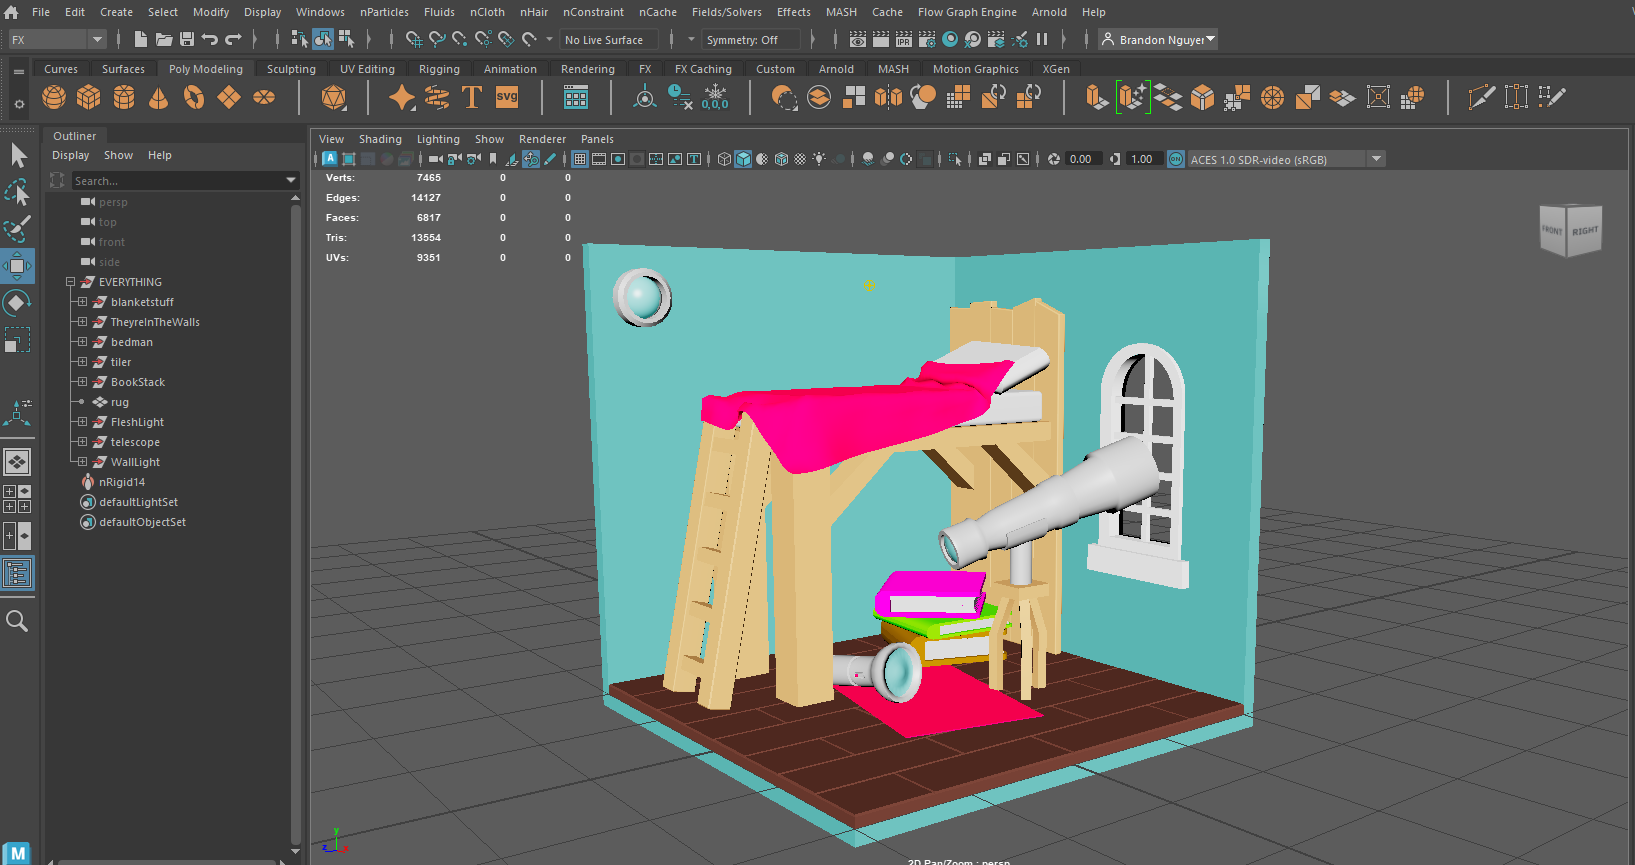 File Edit Create Select Modify Display Windows nParticles Fluids nCloth nHair nConstraint nCache Fields/Solvers Effects MASH Cache Flow Graph Engine Arnold Help
FX No Live Surface Symmetry: Off IPR Brandon Nguyen
Curves Surfaces Poly Modeling Sculpting UV Editing Rigging Animation Rendering FX FX Caching Custom Arnold MASH Motion Graphics XGen
T svg 0,0,0
Outliner
Display Show Help
Search...
persp
top
front
side
EVERYTHING
blanketstuff
TheyreInTheWalls
bedman
tiler
BookStack
rug
FleshLight
telescope
WallLight
nRigid14
defaultLightSet
defaultObjectSet
View Shading Lighting Show Renderer Panels
A T 0.00 1.00 ON ACES 1.0 SDR-video (sRGB)
Verts: 7465 0 0
Edges: 14127 0 0
Faces: 6817 0 0
Tris: 13554 0 0
UVs: 9351 0 0
FRONT RIGHT
y
z x
2D Pan/Zoom : persp
M